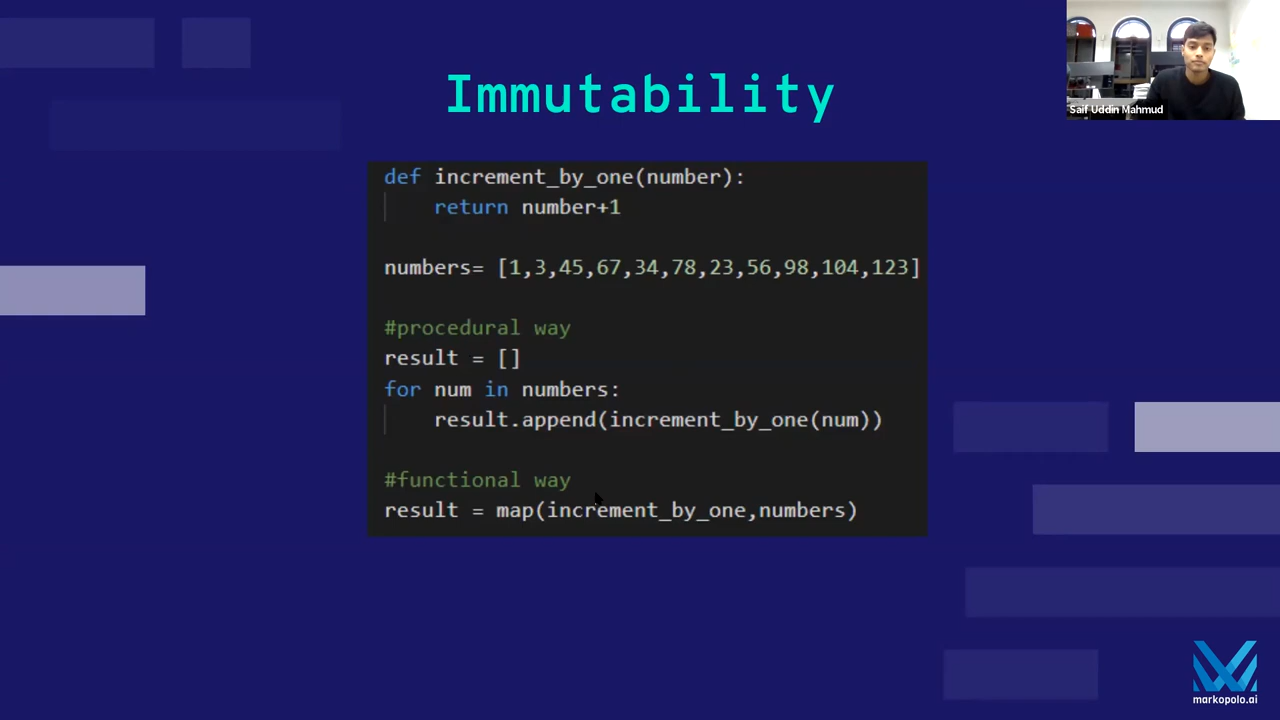 Immutability
Saif Uddin Mahmud
def increment_by_one(number):
    return number+1
numbers= [1,3,45,67,34,78,23,56,98,104,123]
#procedural way
result = []
for num in numbers:
    result.append(increment_by_one(num))
#functional way
result = map(increment_by_one,numbers)
markopolo.ai